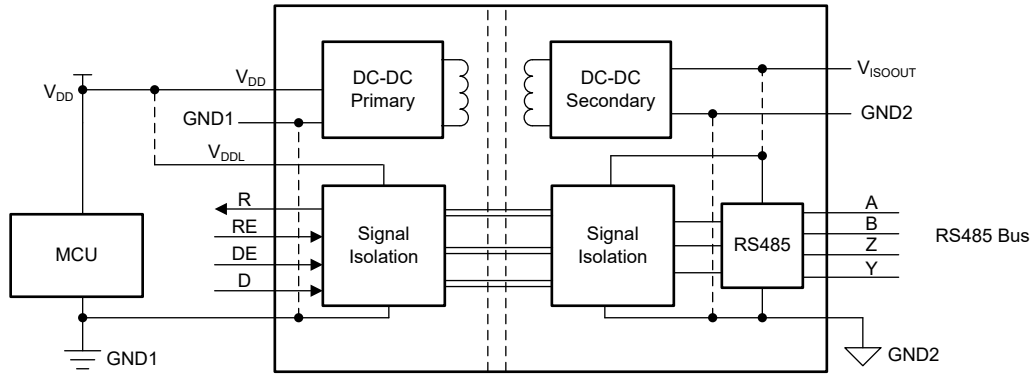 V_DD
V_DD
GND1
V_DDL
DC-DC
Primary
DC-DC
Secondary
V_ISOOUT
GND2
R
RE
DE
D
MCU
Signal
Isolation
Signal
Isolation
RS485
A
B
Z
Y
RS485 Bus
GND1
GND2